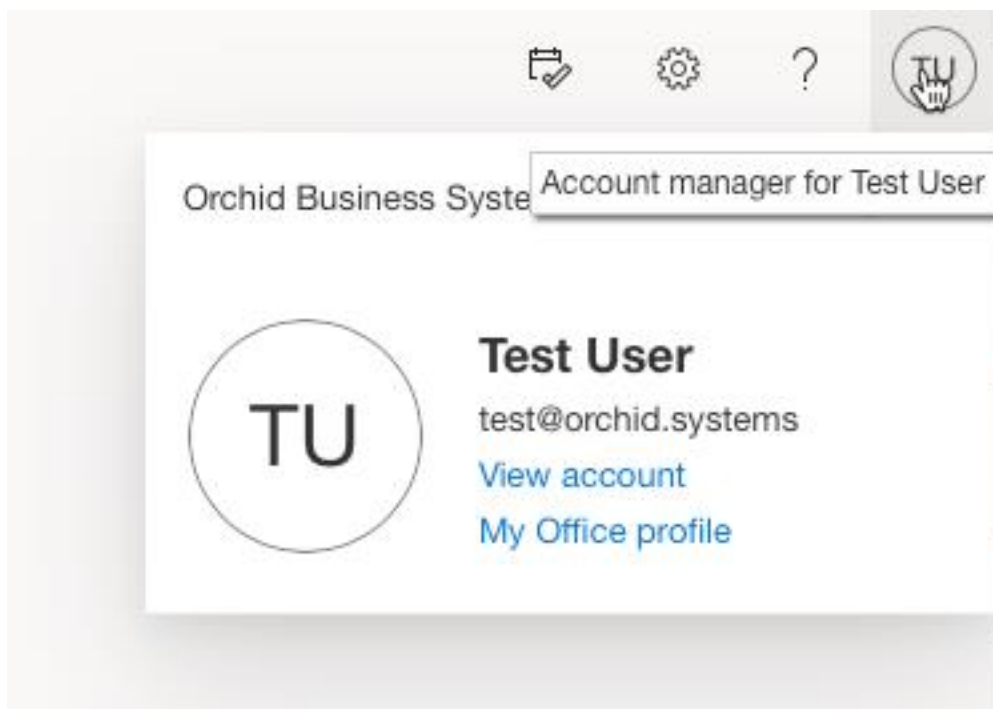 ?
TU
Orchid Business Syste
Account manager for Test User
TU
Test User
test@orchid.systems
View account
My Office profile